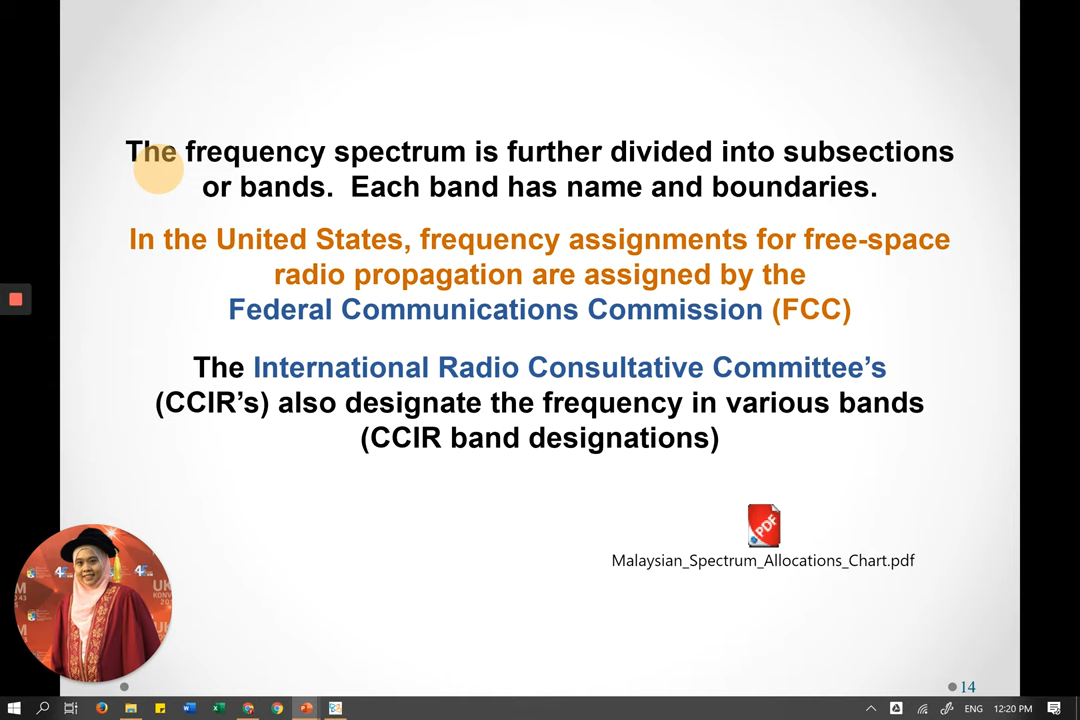 The frequency spectrum is further divided into subsections
or bands. Each band has name and boundaries.
In the United States, frequency assignments for free-space
radio propagation are assigned by the
Federal Communications Commission (FCC)
The International Radio Consultative Committee’s
(CCIR’s) also designate the frequency in various bands
(CCIR band designations)
PDF
Malaysian_Spectrum_Allocations_Chart.pdf
14
ENG 12:20 PM